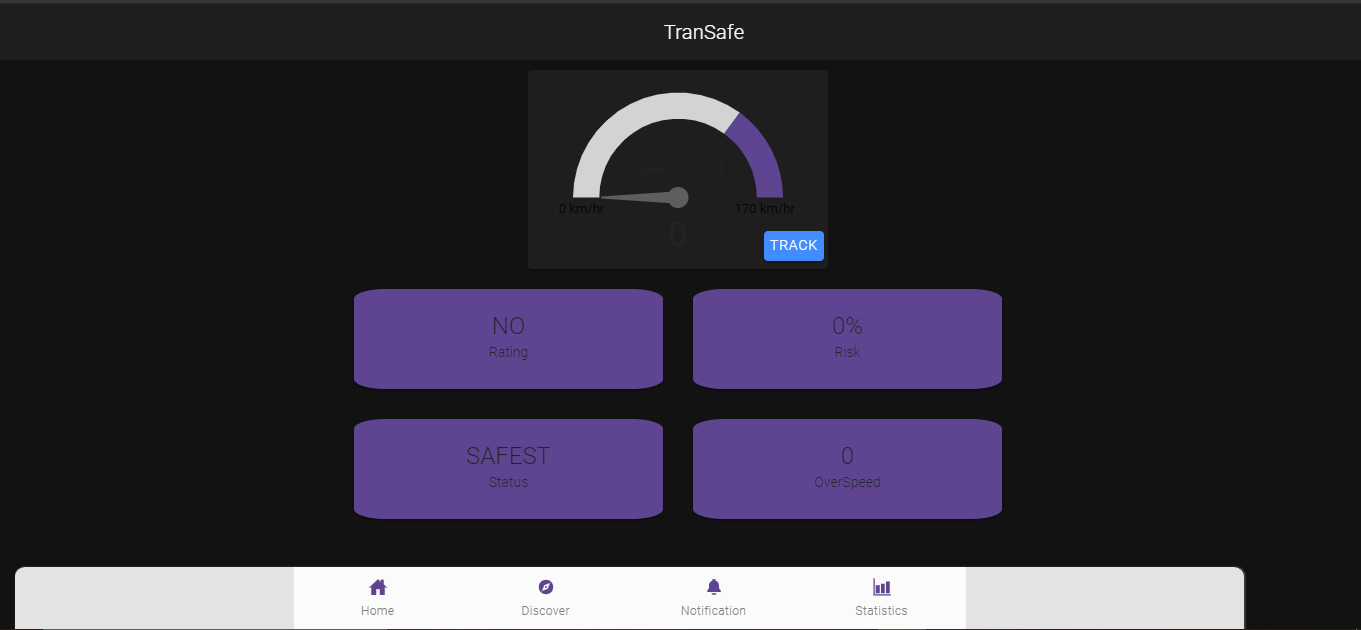 TranSafe
Speed Limit: 0
0 km/hr
170 km/hr
0
TRACK
NO
Rating
0%
Risk
SAFEST
Status
0
OverSpeed
Home
Discover
Notification
Statistics